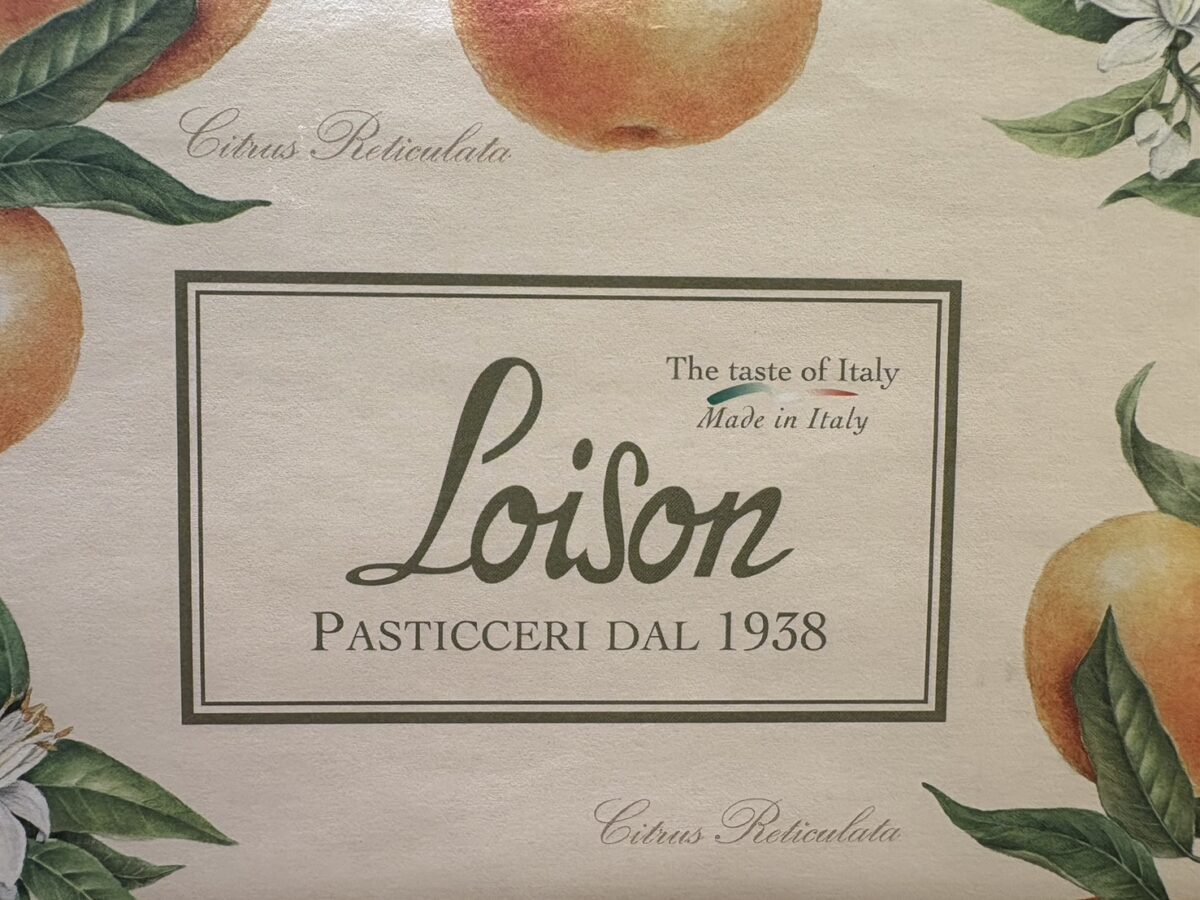 Citrus Reticulata
The taste of Italy
Made in Italy
Loison
PASTICCERI DAL 1938
Citrus Reticulata